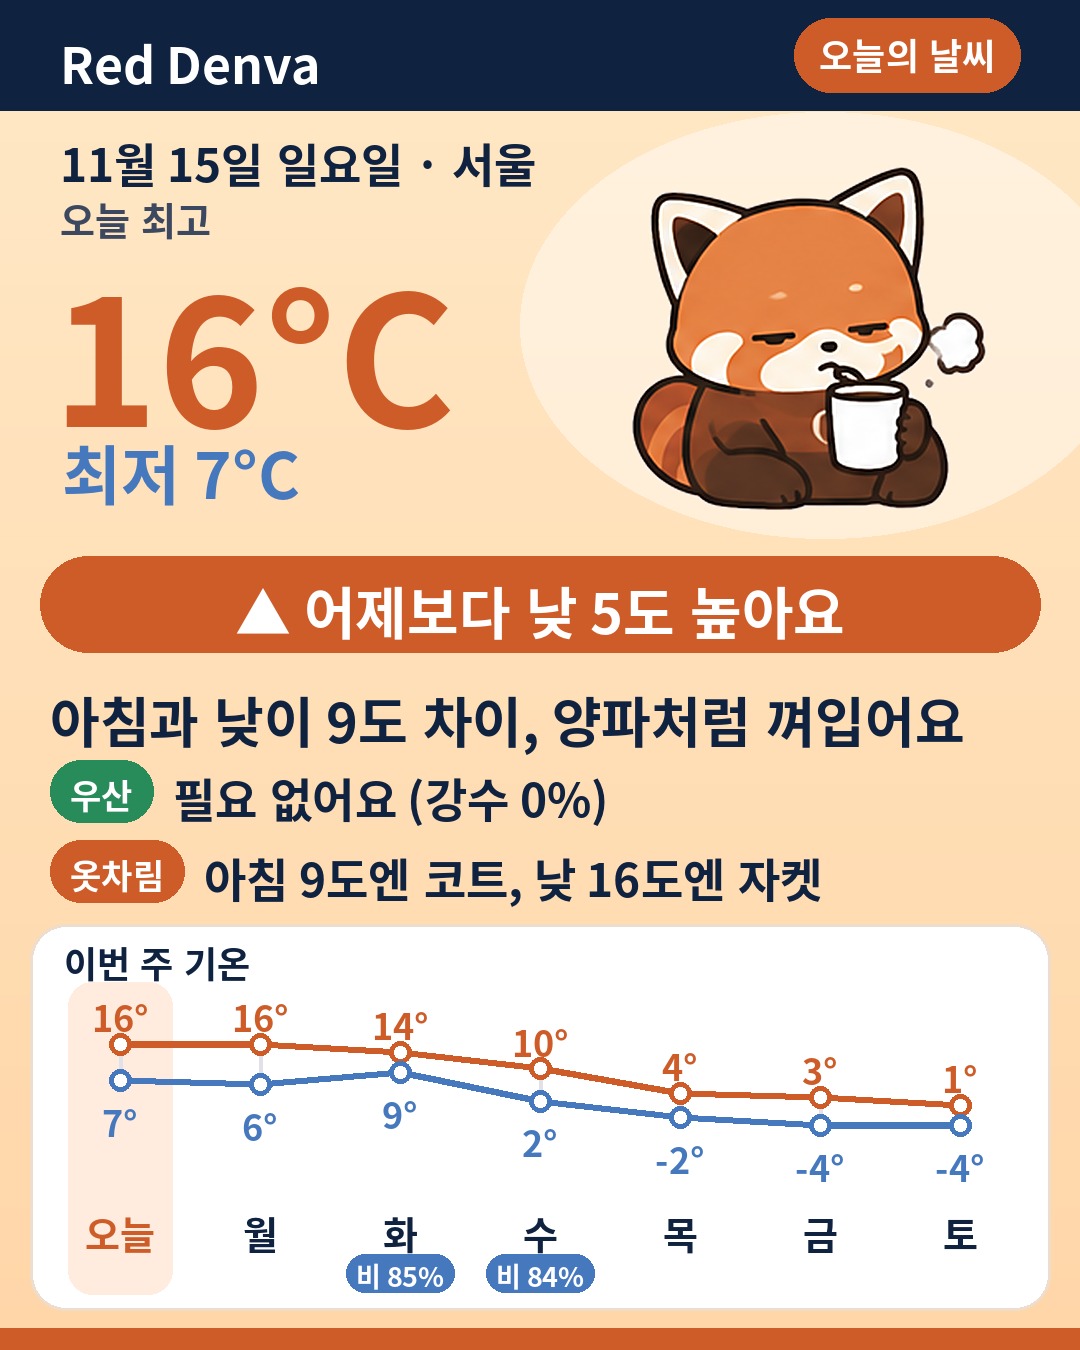 Red Denva
오늘의 날씨
11월 15일 일요일 · 서울
오늘 최고
16°C
최저 7°C
▲ 어제보다 낮 5도 높아요
아침과 낮이 9도 차이, 양파처럼 껴입어요
우산 필요 없어요 (강수 0%)
옷차림 아침 9도엔 코트, 낮 16도엔 자켓
이번 주 기온
16° 16° 14° 10° 4° 3° 1°
7° 6° 9° 2° -2° -4° -4°
오늘 월 화 수 목 금 토
비 85% 비 84%